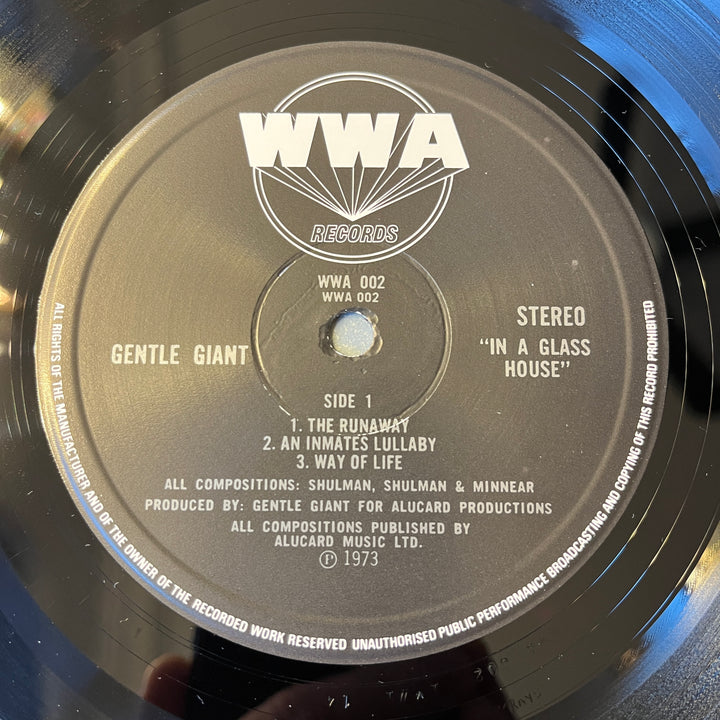 WWA
RECORDS
WWA 002
WWA 002
STEREO
GENTLE GIANT
"IN A GLASS
HOUSE"
SIDE 1
1. THE RUNAWAY
2. AN INMATES LULLABY
3. WAY OF LIFE
ALL COMPOSITIONS: SHULMAN, SHULMAN & MINNEAR
PRODUCED BY: GENTLE GIANT FOR ALUCARD PRODUCTIONS
ALL COMPOSITIONS PUBLISHED BY
ALUCARD MUSIC LTD.
℗ 1973
ALL RIGHTS OF THE MANUFACTURER AND OF THE OWNER OF THE RECORDED WORK RESERVED UNAUTHORISED PUBLIC PERFORMANCE BROADCASTING AND COPYING OF THIS RECORD PROHIBITED
THAT